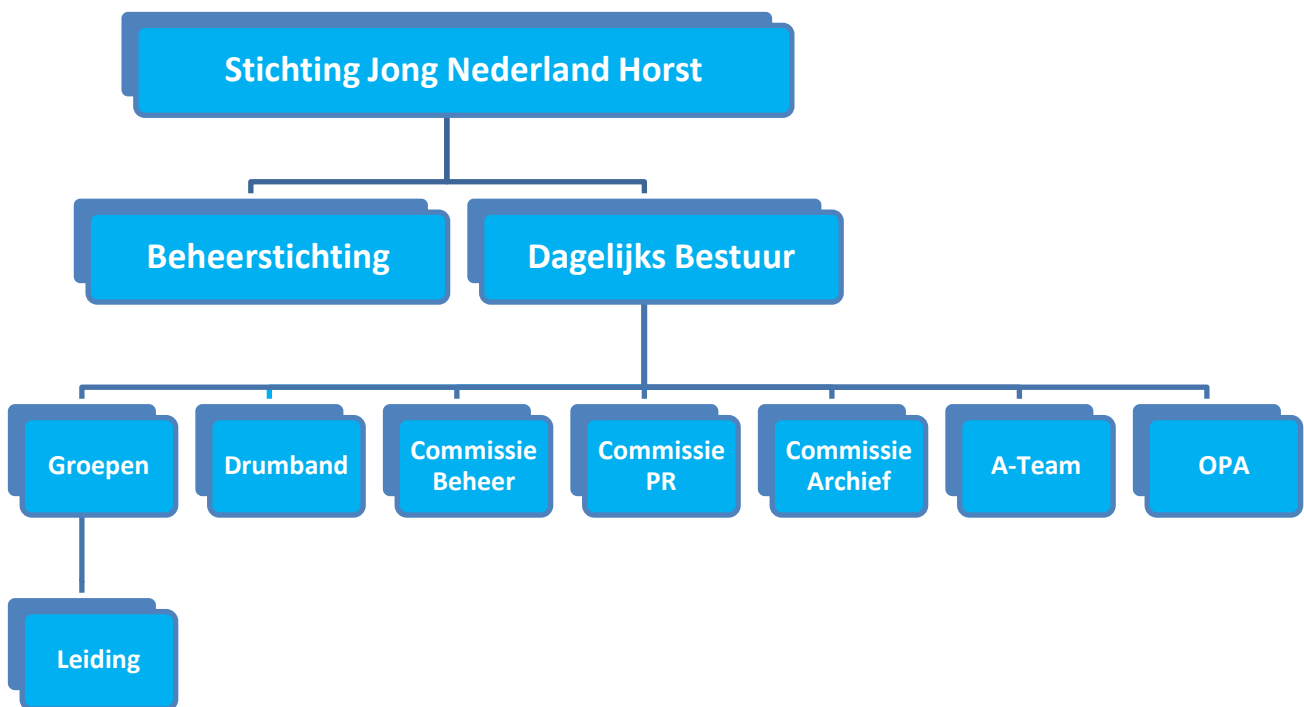 Stichting Jong Nederland Horst
Beheerstichting
Dagelijks Bestuur
Groepen
Drumband
Commissie
Beheer
Commissie
PR
Commissie
Archief
A-Team
OPA
Leiding